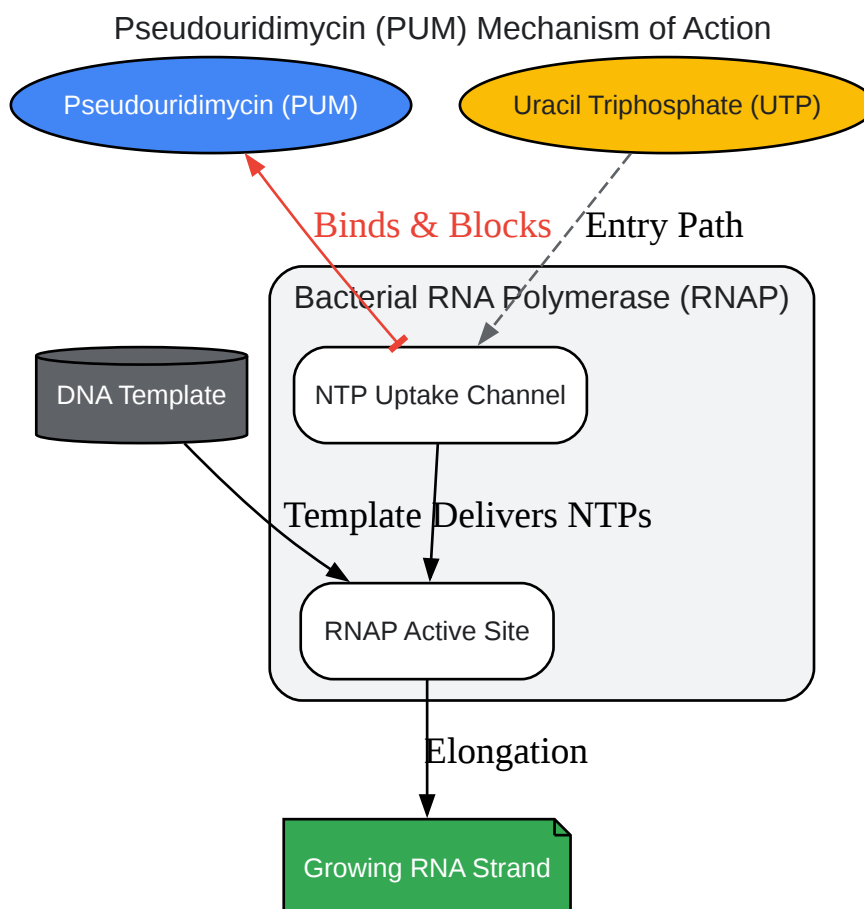 Pseudouridimycin (PUM) Mechanism of Action
Pseudouridimycin (PUM)
Uracil Triphosphate (UTP)
Binds & Blocks
Entry Path
Bacterial RNA Polymerase (RNAP)
DNA Template
NTP Uptake Channel
Template
Delivers NTPs
RNAP Active Site
Elongation
Growing RNA Strand